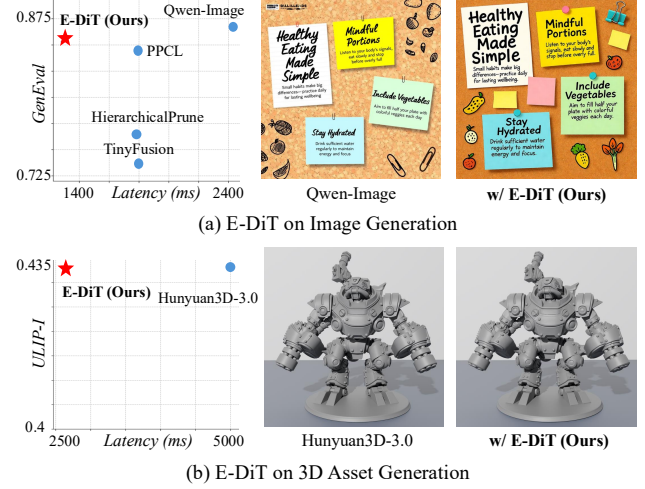 0.875
E-DiT (Ours)
Qwen-Image
PPCL
GenEval
HierarchicalPrune
TinyFusion
0.725
1400
Latency (ms)
2400
Healthy
Eating
Made
Simple
Small habits make big
differences—practice daily
for lasting wellbeing
Mindful
Portions
Listen to your body's
signals, eat slowly and
stop before overly full
Include Vegetables
Aim to fill half your plate with
colorful veggies each day.
Stay Hydrated
Drink sufficient water
regularly to maintain
energy and focus.
Qwen-Image
Healthy
Eating
Made
Simple
Small habits make big
differences—practice daily
for lasting wellbeing.
Mindful
Portions
Listen to your body's
signals, eat slowly and
stop before overly full.
Include
Vegetables
Aim to fill half your
plate with colorful
veggies each day.
Stay
Hydrated
Drink sufficient water
regularly to maintain
energy and focus.
w/ E-DiT (Ours)
(a) E-DiT on Image Generation
0.435
E-DiT (Ours)
Hunyuan3D-3.0
ULIP-I
0.4
2500
Latency (ms)
5000
Hunyuan3D-3.0
w/ E-DiT (Ours)
(b) E-DiT on 3D Asset Generation